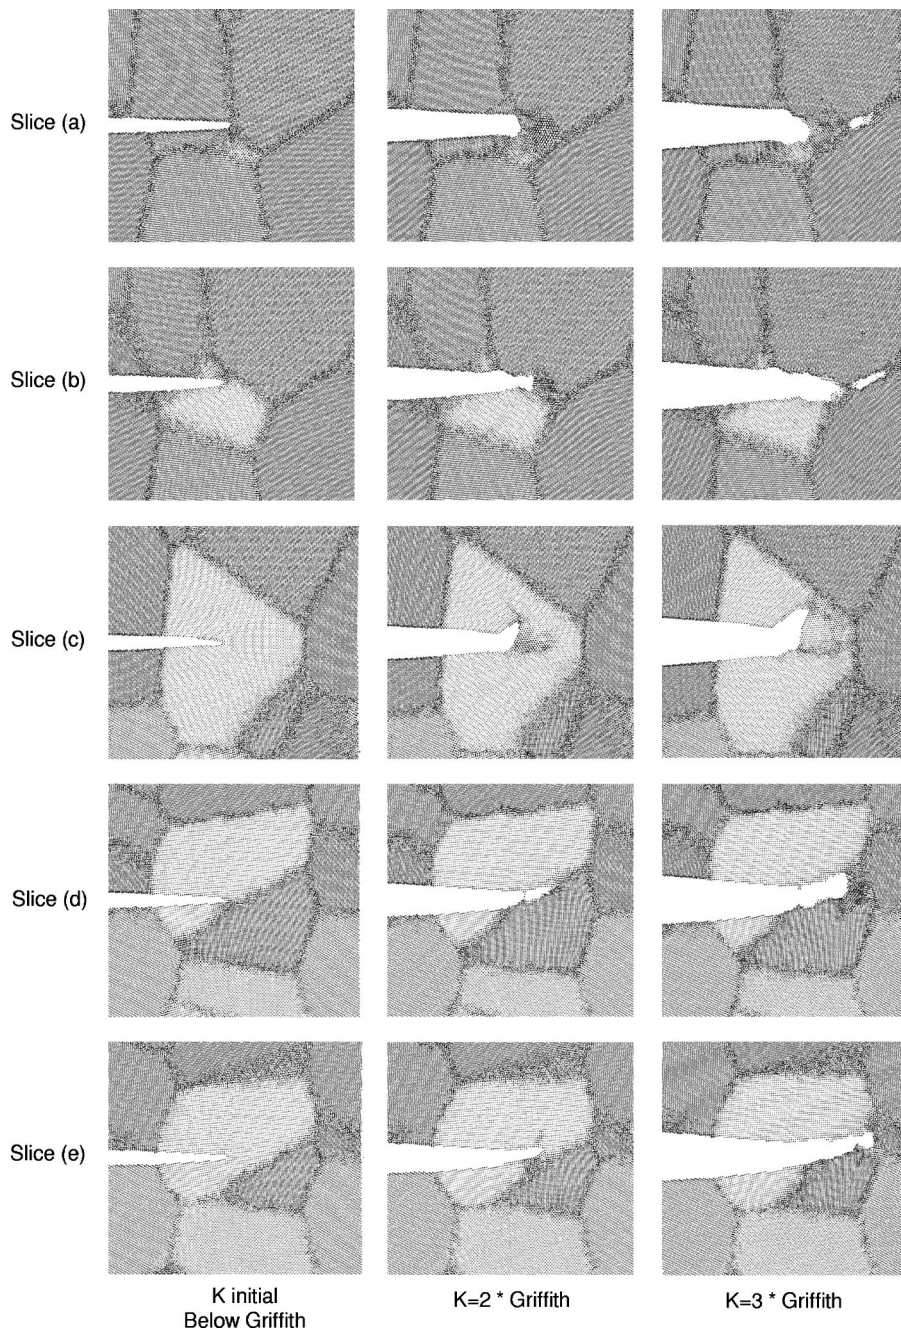 Slice (a)
Slice (b)
Slice (c)
Slice (d)
Slice (e)
K initial
Below Griffith
K=2 * Griffith
K=3 * Griffith